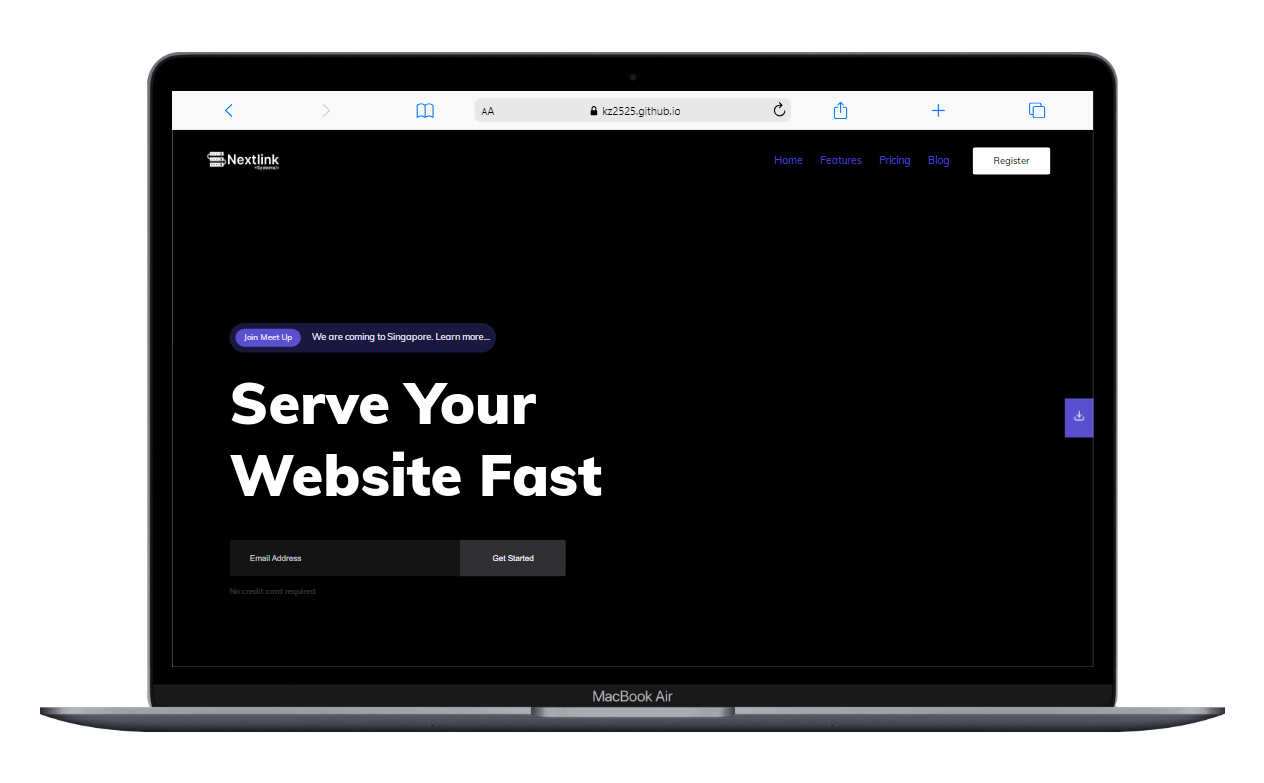 AA kz2525.github.io
Nextlink
<Systems/>
Home Features Pricing Blog Register
Join Meet Up We are coming to Singapore. Learn more...
Serve Your
Website Fast
Email Address Get Started
No credit card required
MacBook Air